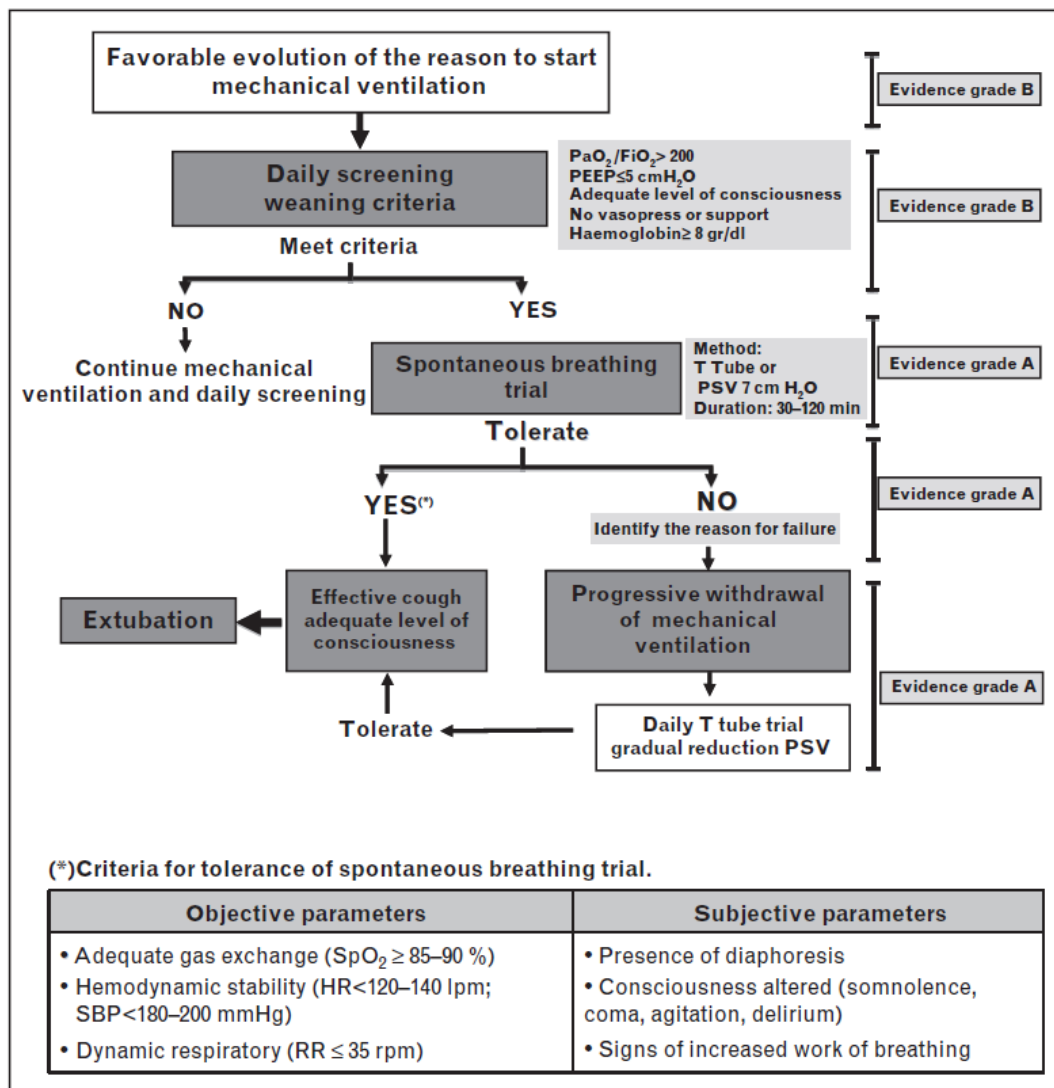 Favorable evolution of the reason to start
mechanical ventilation
Evidence grade B
Daily screening
weaning criteria
PaO₂/FiO₂> 200
PEEP≤5 cmH₂O
Adequate level of consciousness
No vasopress or support
Haemoglobin≥ 8 gr/dl
Evidence grade B
Meet criteria
NO
YES
Continue mechanical
ventilation and daily screening
Spontaneous breathing
trial
Method:
T Tube or
PSV 7 cm H₂O
Duration: 30–120 min
Evidence grade A
Tolerate
YES(*)
NO
Identify the reason for failure
Evidence grade A
Extubation
Effective cough
adequate level of
consciousness
Progressive withdrawal
of mechanical
ventilation
Evidence grade A
Tolerate
Daily T tube trial
gradual reduction PSV
(*)Criteria for tolerance of spontaneous breathing trial.
Objective parameters
Subjective parameters
• Adequate gas exchange (SpO₂ ≥ 85–90 %)
• Hemodynamic stability (HR<120–140 lpm;
SBP<180–200 mmHg)
• Dynamic respiratory (RR ≤ 35 rpm)
• Presence of diaphoresis
• Consciousness altered (somnolence,
coma, agitation, delirium)
• Signs of increased work of breathing